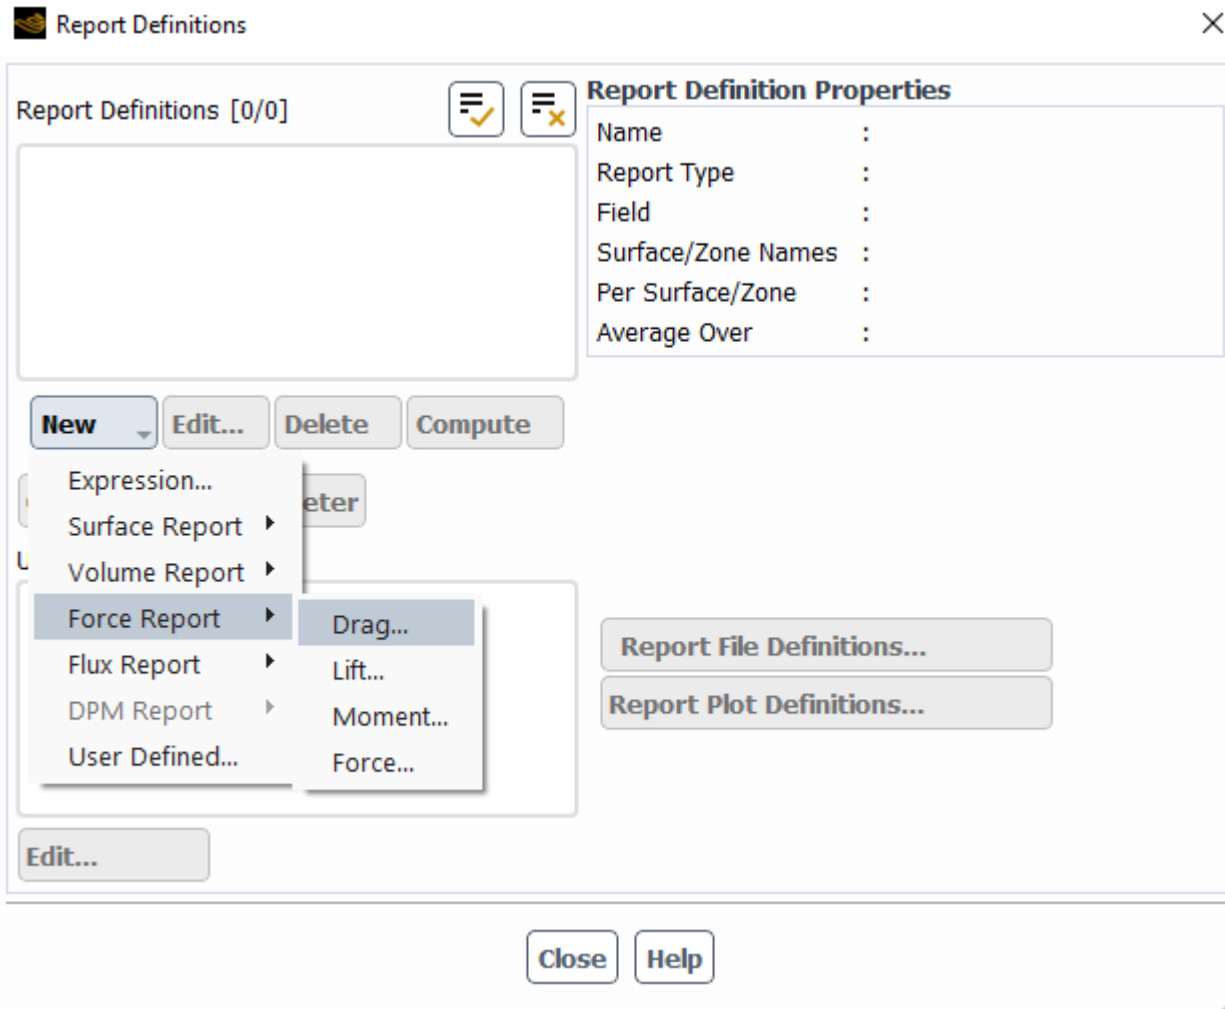 Report Definitions
Report Definitions [0/0]
Report Definition Properties
Name :
Report Type :
Field :
Surface/Zone Names :
Per Surface/Zone :
Average Over :
New
Edit...
Delete
Compute
Expression...
Surface Report
Volume Report
Force Report
Flux Report
DPM Report
User Defined...
Drag...
Lift...
Moment...
Force...
Report File Definitions...
Report Plot Definitions...
Edit...
Close
Help